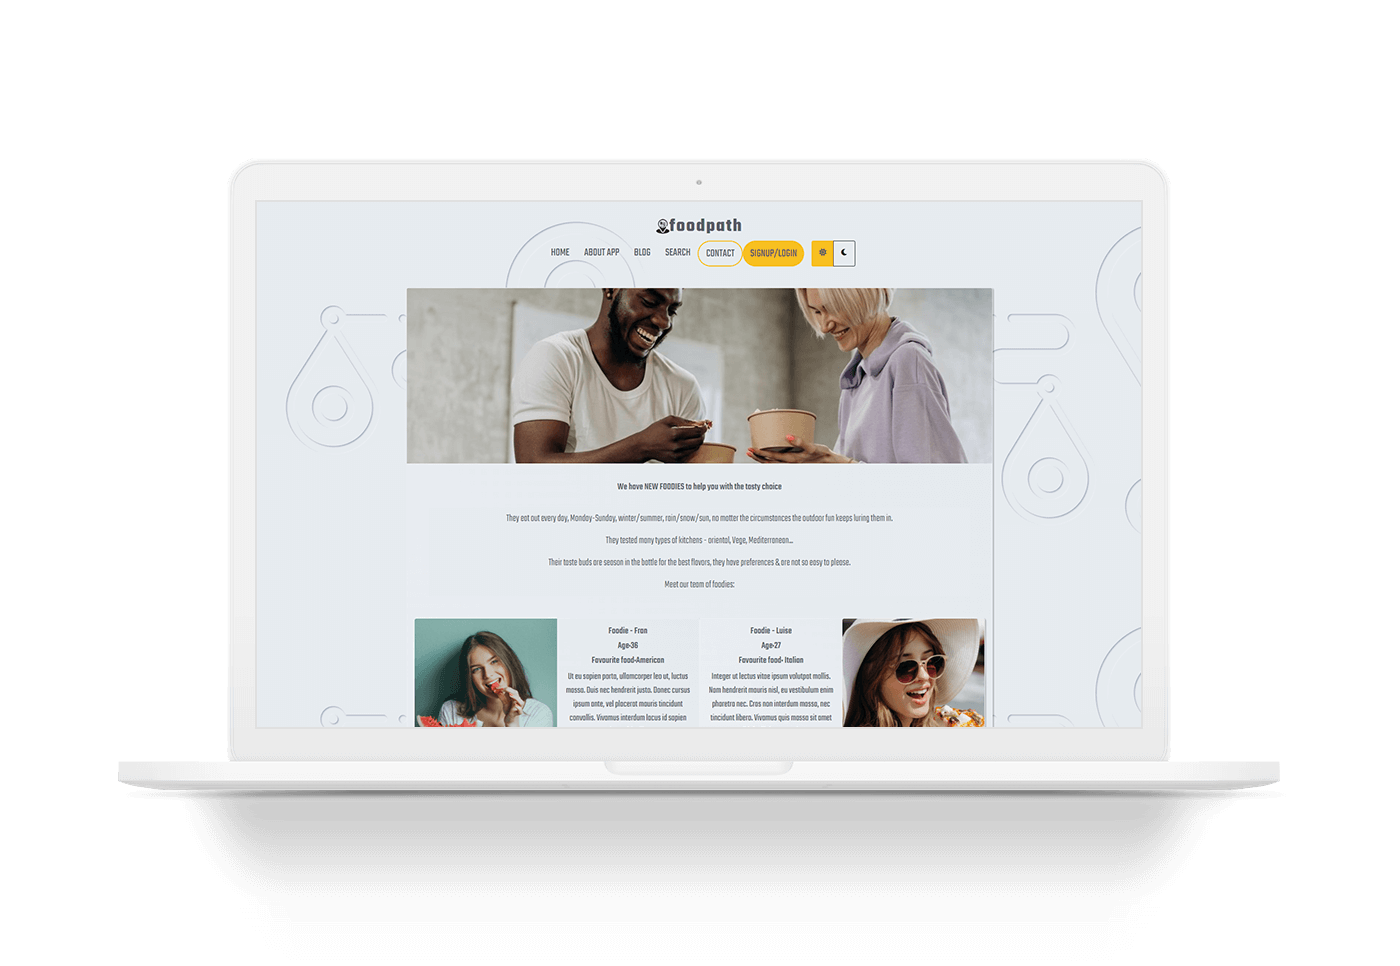 foodpath
HOME ABOUT APP BLOG SEARCH CONTACT SIGNUP/LOGIN
We have NEW FOODIES to help you with the tasty choice
They eat out every day, Monday-Sunday, winter/summer, rain/snow/sun, no matter the circumstances the outdoor fun keeps luring them in.
They tested many types of kitchens - oriental, Vege, Mediterranean...
Their taste buds are season in the battle for the best flavors, they have preferences & are not so easy to please.
Meet our team of foodies:
Foodie - Fran
Age-36
Favourite food-American
Ut eu sapien porta, ullamcorper leo ut, luctus
massa. Duis nec hendrerit justo. Donec cursus
ipsum ante, vel placerat mauris tincidunt
convallis. Vivamus interdum lacus id sapien
Foodie - Luise
Age-27
Favourite food- Italian
Integer at lectus vitae ipsum volutpat mollis.
Nam hendrerit mauris nisl, eu vestibulum enim
pharetra nec. Cras non interdum massa, nec
tincidunt libero. Vivamus quis massa sit amet